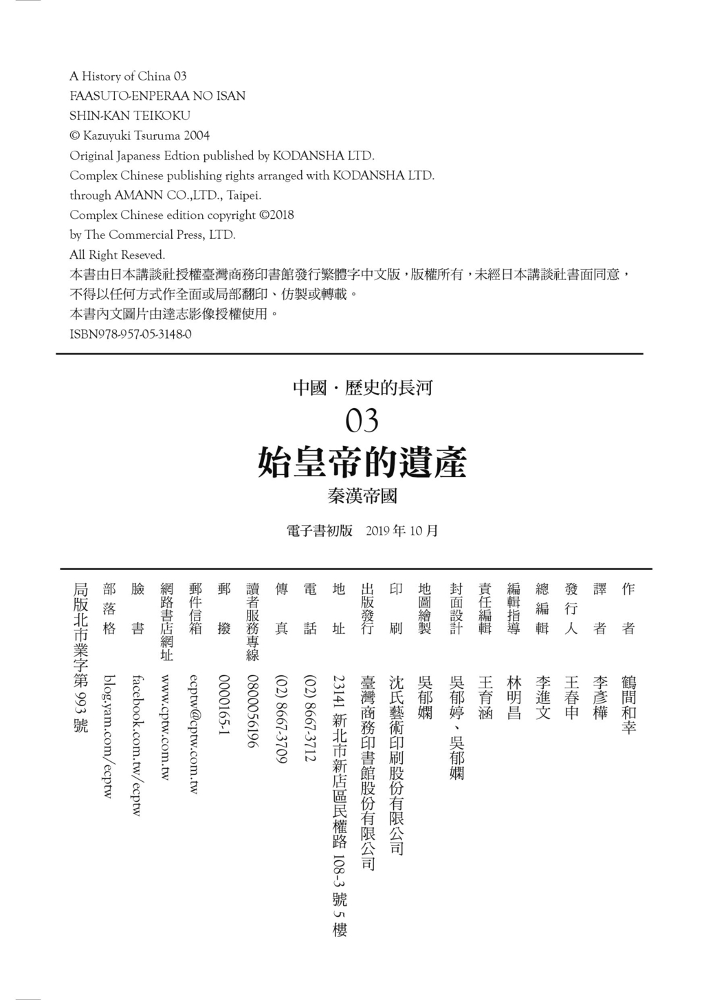 A History of China 03
FAASUTO-ENPERAA NO ISAN
SHIN-KAN TEIKOKU
© Kazuyuki Tsuruma 2004
Original Japaness Edtion published by KODANSHA LTD.
Complex Chinese publishing rights arranged with KODANSHA LTD.
through AMANN CO.,LTD., Taipei.
Complex Chinese edition copyright ©2018
by The Commercial Press, LTD.
All Right Reseved.
本書由日本講談社授權臺灣商務印書館發行繁體字中文版，版權所有，未經日本講談社書面同意，
不得以任何方式作全面或局部翻印、仿製或轉載。
本書內文圖片由達志影像授權使用。
ISBN978-957-05-3148-0
中國．歷史的長河
03
始皇帝的遺產
秦漢帝國
電子書初版 2019 年 10 月
作者 鶴間和幸
譯者 李彥樺
發行人 王春申
總編輯 李進文
編輯指導 林明昌
責任編輯 王育涵
封面設計 吳郁婷、吳郁嫻
地圖繪製 吳郁嫻
印刷 沈氏藝術印刷股份有限公司
出版發行 臺灣商務印書館股份有限公司
地址 23141 新北市新店區民權路 108-3 號 5 樓
電話 (02) 8667-3712
傳真 (02) 8667-3709
讀者服務專線 0800056196
郵撥 0000165-1
郵件信箱 ecptw@cptw.com.tw
網路書店網址 www.cptw.com.tw
臉書 facebook.com.tw/ecptw
部落格 blog.yam.com/ecptw
局版北市業字第 993 號